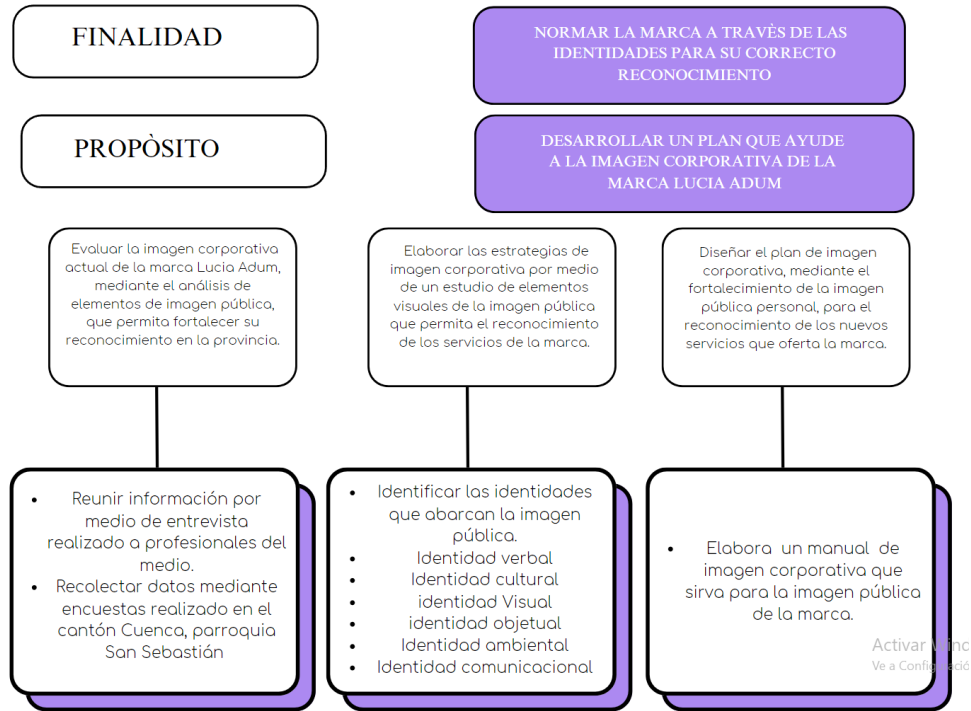 FINALIDAD
NORMAR LA MARCA A TRAVÈS DE LAS
IDENTIDADES PARA SU CORRECTO
RECONOCIMIENTO
PROPÒSITO
DESARROLLAR UN PLAN QUE AYUDE
A LA IMAGEN CORPORATIVA DE LA
MARCA LUCIA ADUM
Evaluar la imagen corporativa
actual de la marca Lucia Adum,
mediante el análisis de
elementos de imagen pública,
que permita fortalecer su
reconocimiento en la provincia.
Elaborar las estrategias de
imagen corporativa por medio
de un estudio de elementos
visuales de la imagen pública
que permita el reconocimiento
de los servicios de la marca.
Diseñar el plan de imagen
corporativa, mediante el
fortalecimiento de la imagen
pública personal, para el
reconocimiento de los nuevos
servicios que oferta la marca.
• Reunir información por
medio de entrevista
realizado a profesionales del
medio.
• Recolectar datos mediante
encuestas realizado en el
cantón Cuenca, parroquia
San Sebastián
• Identificar las identidades
que abarcan la imagen
pública.
• Identidad verbal
• Identidad cultural
• identidad Visual
• identidad objetual
• Identidad ambiental
• Identidad comunicacional
• Elabora un manual de
imagen corporativa que
sirva para la imagen pública
de la marca.
Activar
Ve a